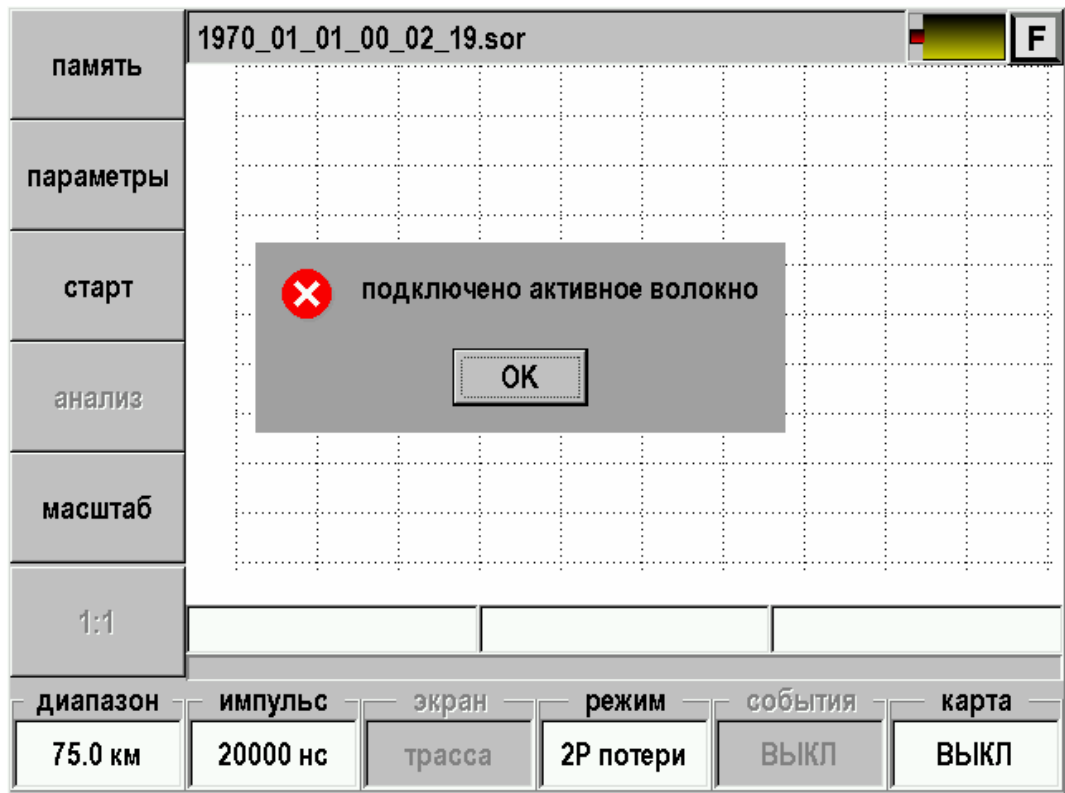 память
1970_01_01_00_02_19.sor
F
параметры
старт
подключено активное волокно
OK
анализ
масштаб
1:1
диапазон
импульс
экран
режим
события
карта
75.0 км
20000 нс
трасса
2P потери
ВЫКЛ
ВЫКЛ